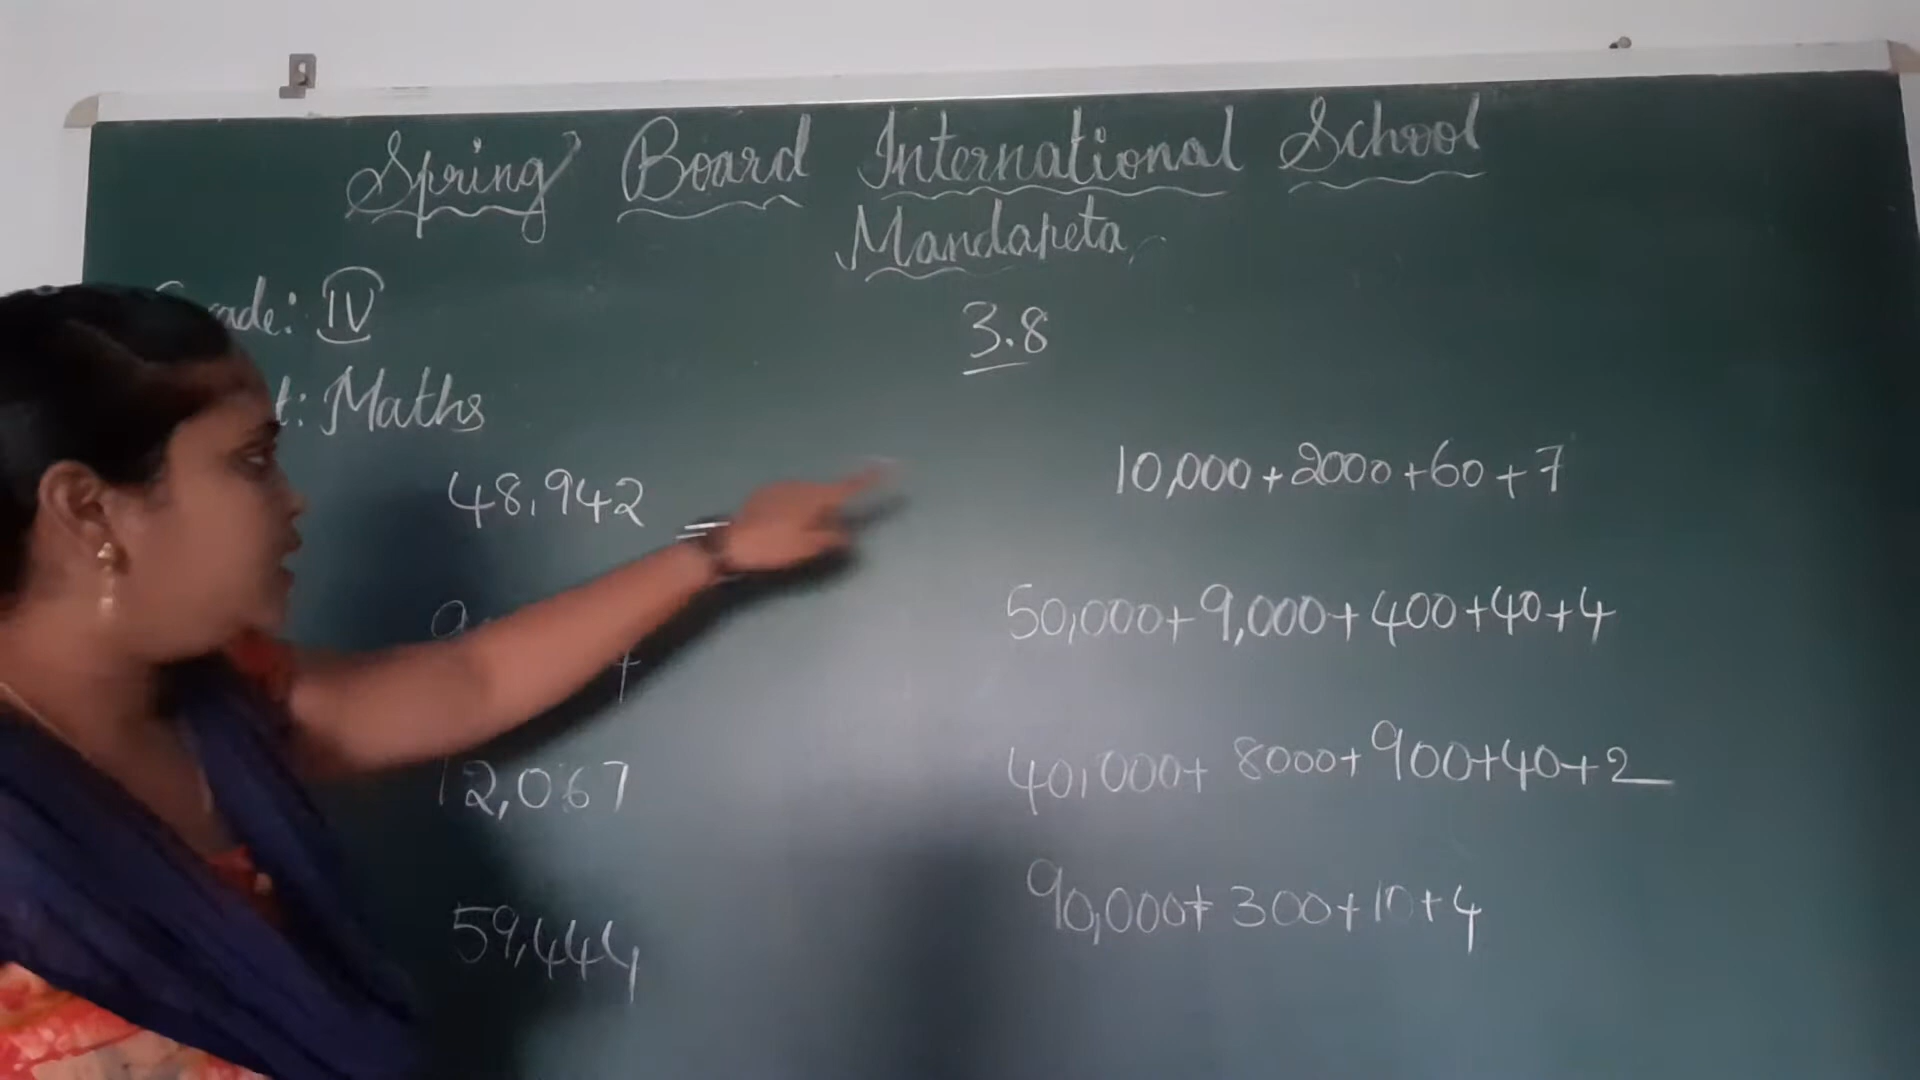 Spring Board International School
Mandapeta
Grade: IV
3.8
Maths
48,942
10,000+2000+60+7
50,000+9,000+400+40+4
12,067
40,000+8000+900+40+2
59,444
90,000+300+10+4